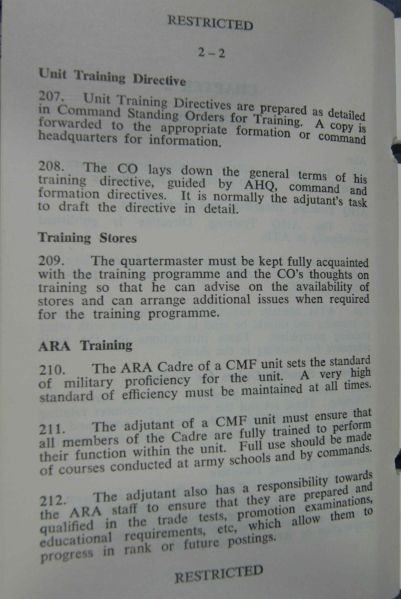 RESTRICTED
2 – 2
Unit Training Directive
207. Unit Training Directives are prepared as detailed
in Command Standing Orders for Training. A copy is
forwarded to the appropriate formation or command
headquarters for information.
208. The CO lays down the general terms of his
training directive, guided by AHQ, command and
formation directives. It is normally the adjutant's task
to draft the directive in detail.
Training Stores
209. The quartermaster must be kept fully acquainted
with the training programme and the CO's thoughts on
training so that he can advise on the availability of
stores and can arrange additional issues when required
for the training programme.
ARA Training
210. The ARA Cadre of a CMF unit sets the standard
of military proficiency for the unit. A very high
standard of efficiency must be maintained at all times.
211. The adjutant of a CMF unit must ensure that
all members of the Cadre are fully trained to perform
their function within the unit. Full use should be made
of courses conducted at army schools and by commands.
212. The adjutant also has a responsibility towards
the ARA staff to ensure that they are prepared and
qualified in the trade tests, promotion examinations,
educational requirements, etc, which allow them to
progress in rank or future postings.
RESTRICTED